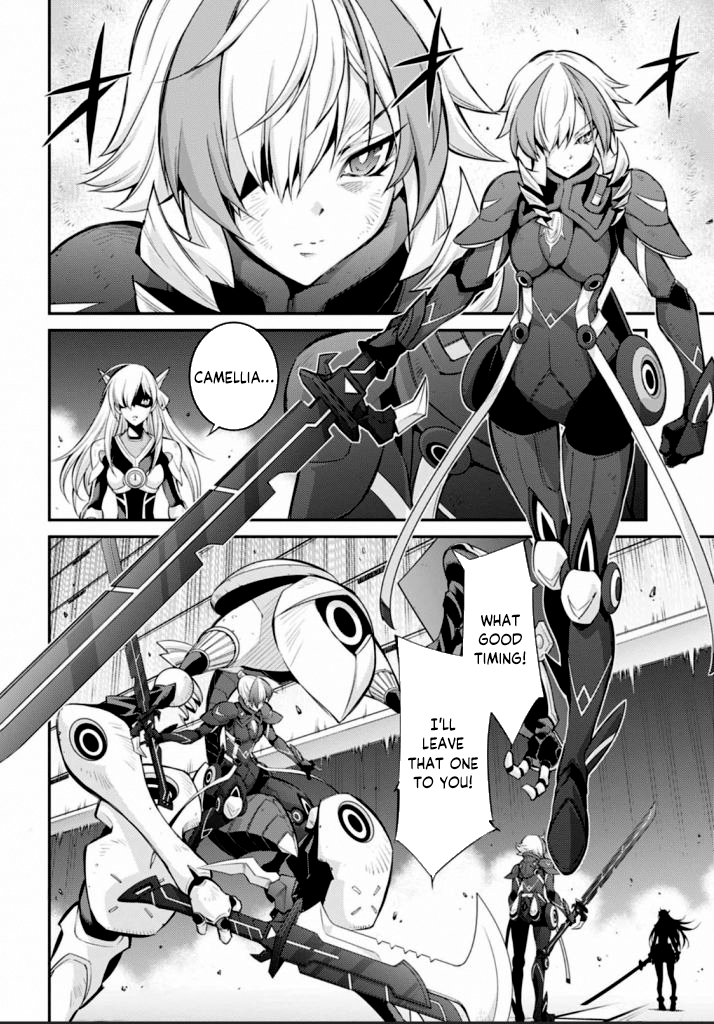 CAMELLIA...
WHAT
GOOD
TIMING!
I'LL
LEAVE
THAT ONE
TO YOU!